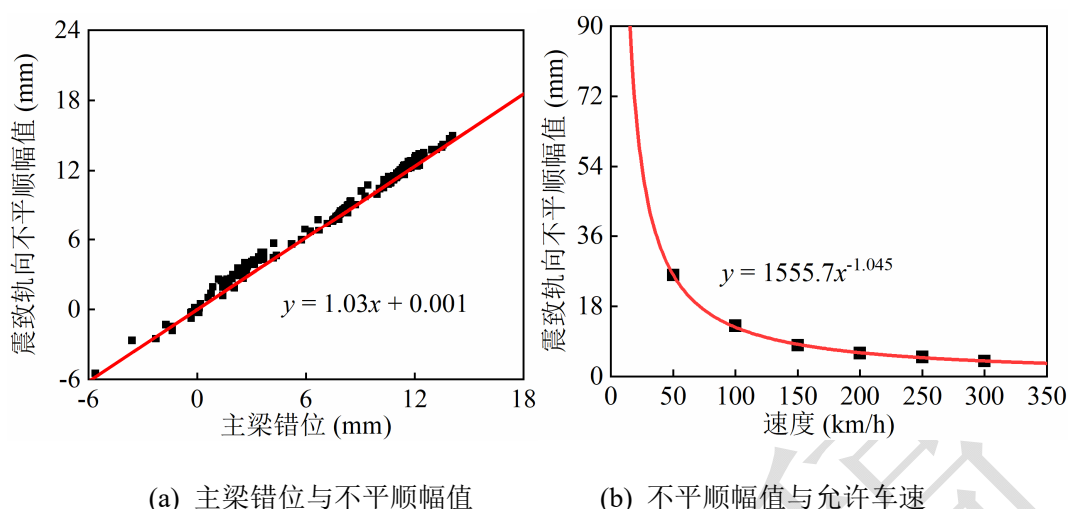 24
18
12
6
0
-6
-6 0 6 12 18
震致轨向不平顺幅值 (mm)
主梁错位 (mm)
y = 1.03x + 0.001
90
72
54
36
18
0
0 50 100 150 200 250 300 350
震致轨向不平顺幅值 (mm)
速度 (km/h)
y = 1555.7x^-1.045
(a) 主梁错位与不平顺幅值 (b) 不平顺幅值与允许车速